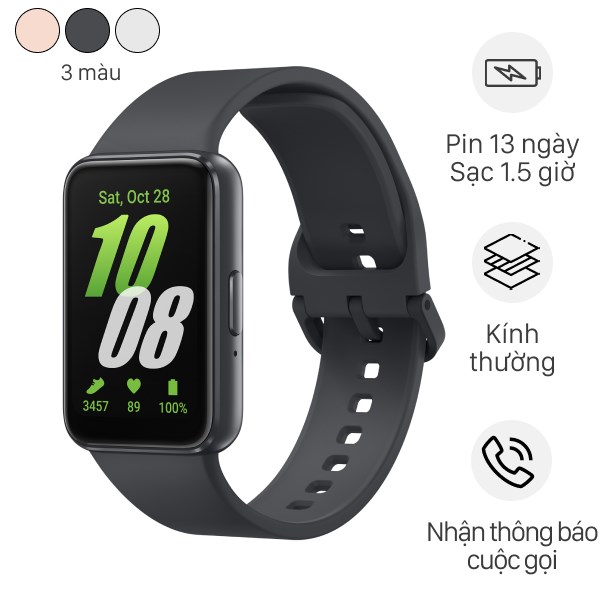 3 màu
Sat, Oct 28
10
08
3457 89 100%
Pin 13 ngày
Sạc 1.5 giờ
Kính
thường
Nhận thông báo
cuộc gọi